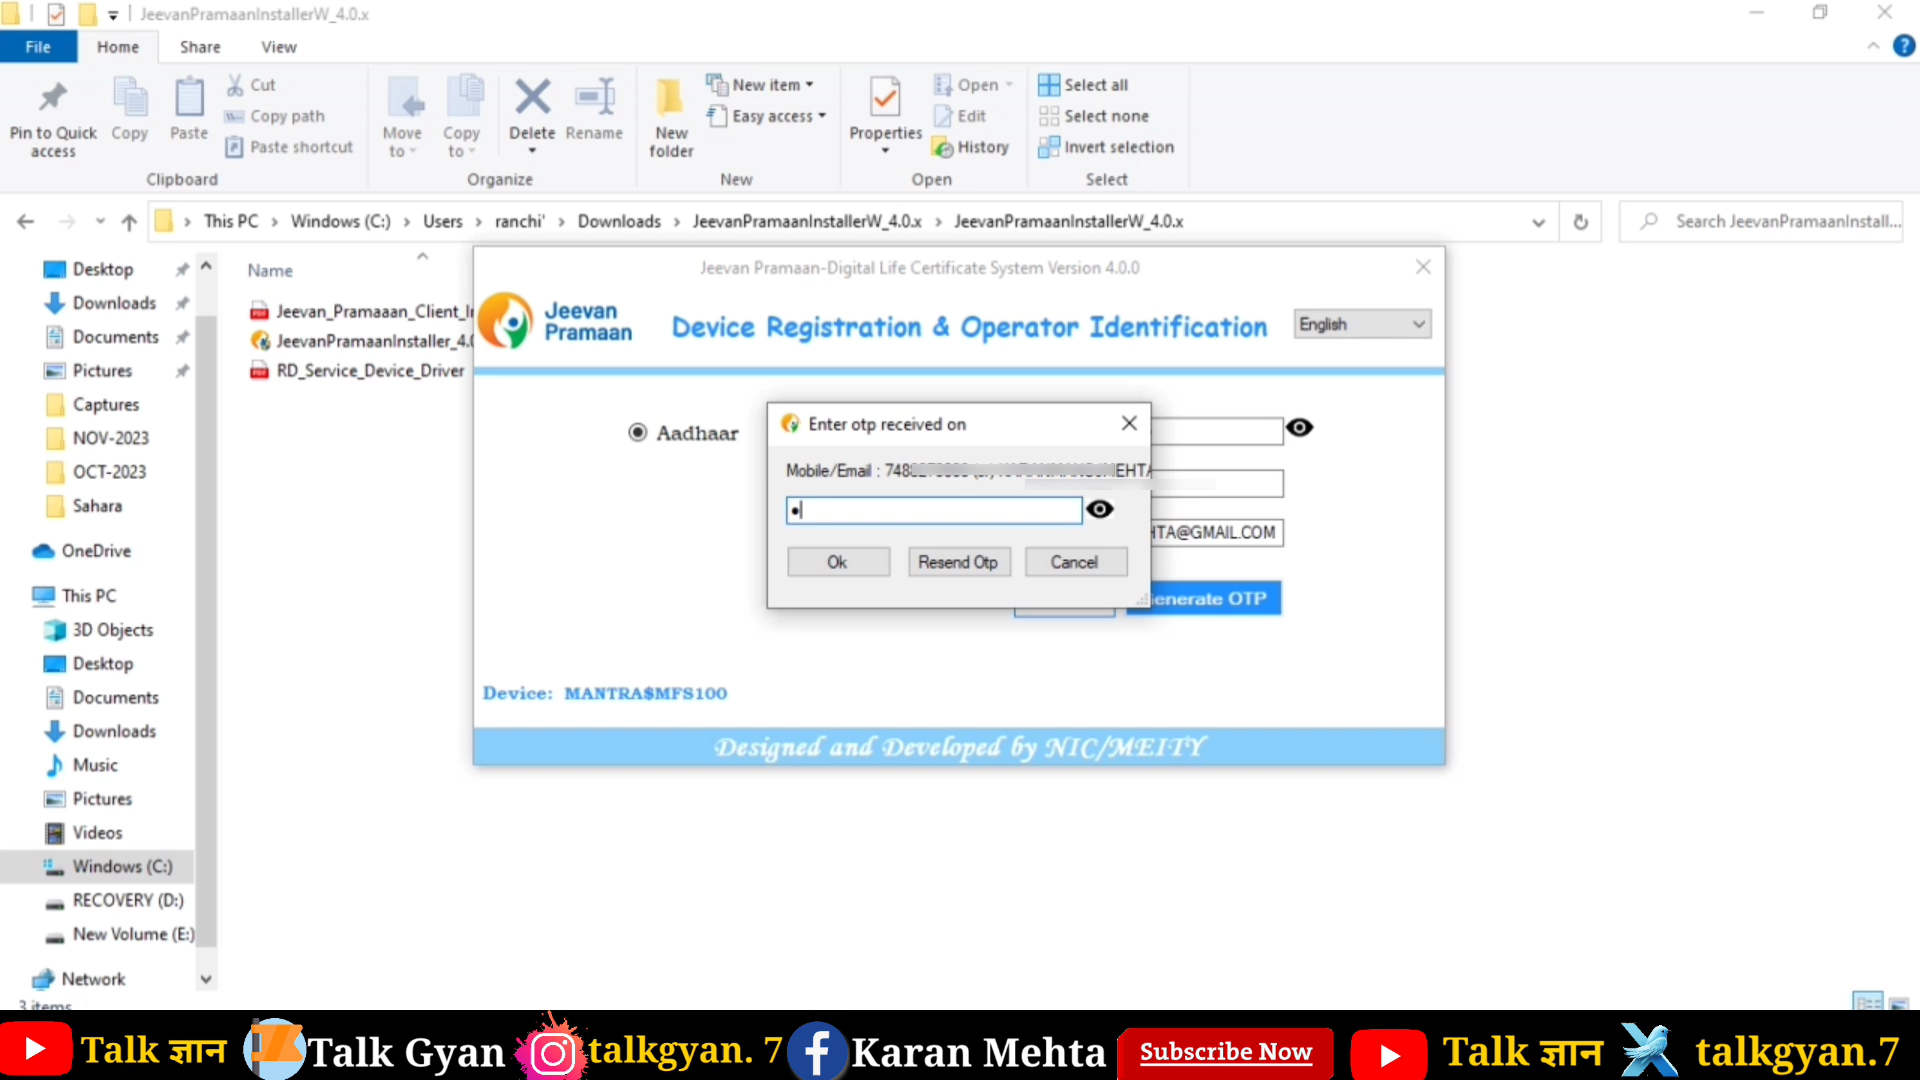 JeevanPramaanInstallerW_4.0.x
File Home Share View
Pin to Quick access
Copy
Paste
Cut
Copy path
Paste shortcut
Clipboard
Move to
Copy to
Delete
Rename
Organize
New folder
New item
Easy access
New
Properties
Open
Edit
History
Open
Select all
Select none
Invert selection
Select
This PC > Windows (C:) > Users > ranchi' > Downloads > JeevanPramaanInstallerW_4.0.x > JeevanPramaanInstallerW_4.0.x
Search JeevanPramaanInstall...
Desktop
Downloads
Documents
Pictures
Captures
NOV-2023
OCT-2023
Sahara
OneDrive
This PC
3D Objects
Desktop
Documents
Downloads
Music
Pictures
Videos
Windows (C:)
RECOVERY (D:)
New Volume (E:)
Network
3 items
Name
Jeevan_Pramaaan_Client_I
JeevanPramaanInstaller_4.0
RD_Service_Device_Driver
Jeevan Pramaan-Digital Life Certificate System Version 4.0.0
Jeevan Pramaan
Device Registration & Operator Identification
English
Aadhaar
Enter otp received on
Mobile/Email : 748
EHTA
Ok Resend Otp Cancel
HTA@GMAIL.COM
enerate OTP
Device: MANTRA$MFS100
Designed and Developed by NIC/MEITY
Talk ज्ञान Talk Gyan talkgyan. 7 Karan Mehta Subscribe Now Talk ज्ञान talkgyan.7